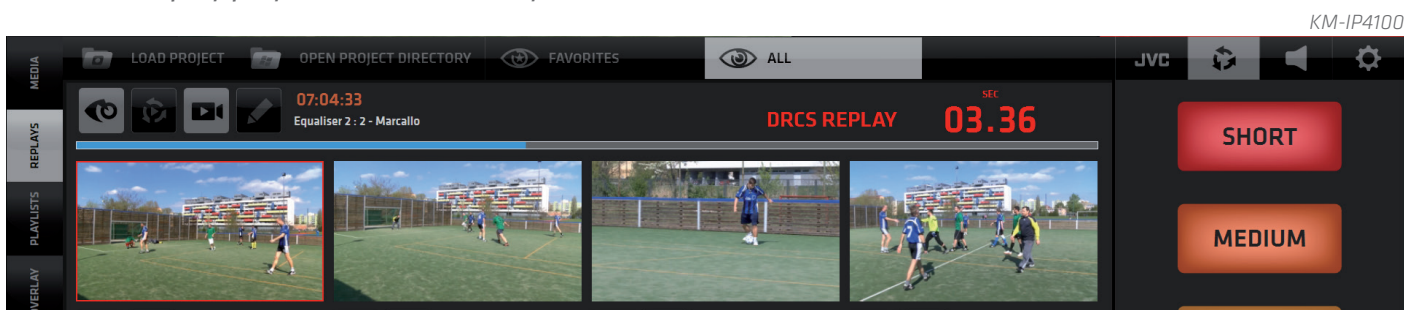 KM-IP4100
MEDIA
REPLAYS
PLAYLISTS
LOAD PROJECT
OPEN PROJECT DIRECTORY
FAVORITES
ALL
JVC
07:04:33
Equaliser 2 : 2 - Marcallo
DRCS REPLAY
SEC
03.36
SHORT
MEDIUM